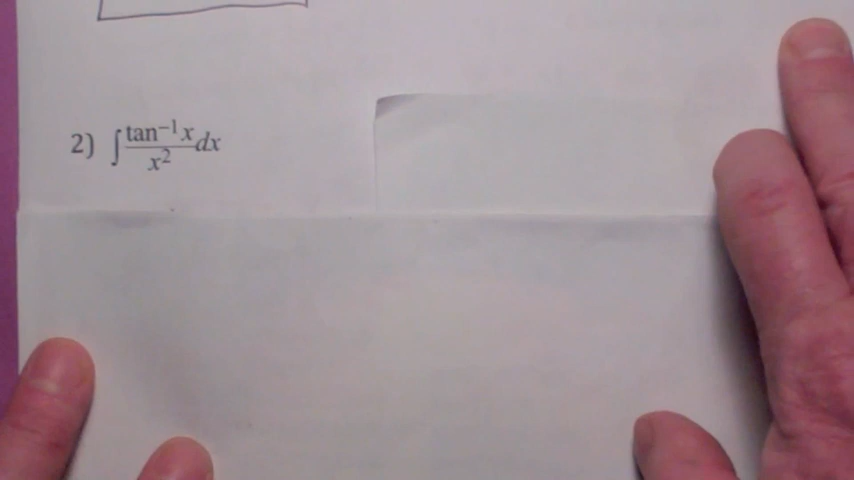 2) ∫ tan⁻¹x / x² dx